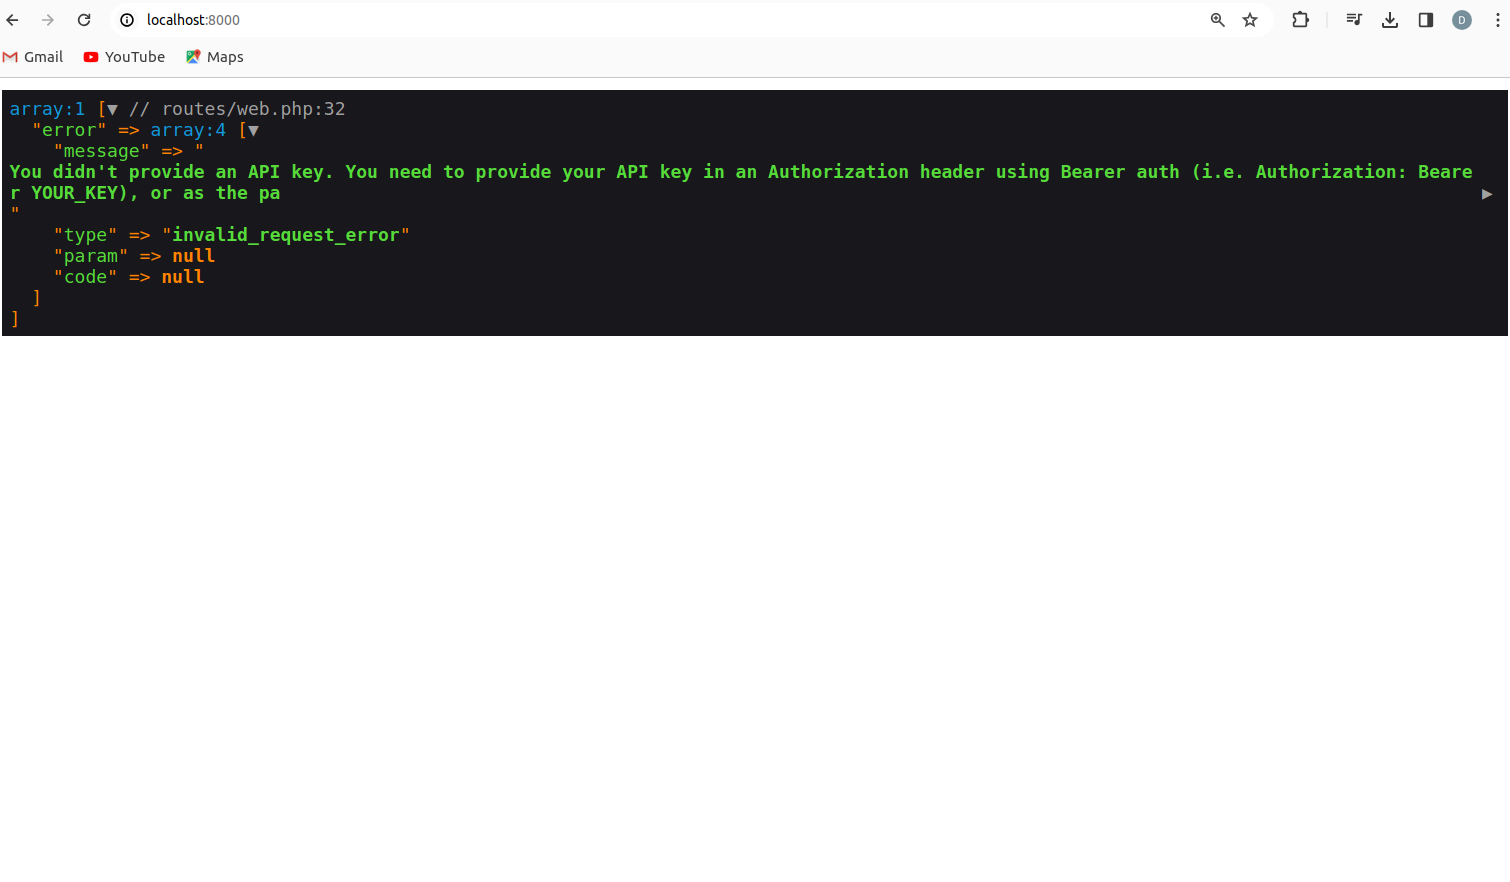 localhost:8000
D
Gmail YouTube Maps
array:1 [▼ // routes/web.php:32
"error" => array:4 [▼
"message" => "
You didn't provide an API key. You need to provide your API key in an Authorization header using Bearer auth (i.e. Authorization: Beare
r YOUR_KEY), or as the pa ▶
"
"type" => "invalid_request_error"
"param" => null
"code" => null
]
]